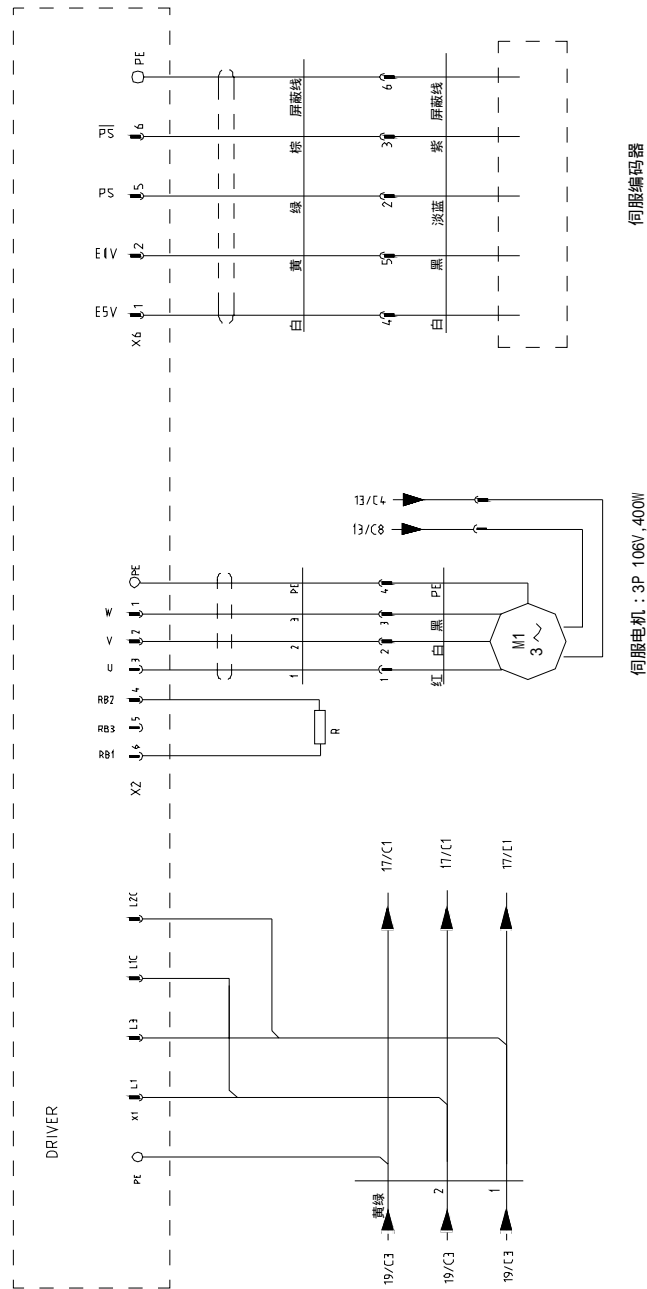 DRIVER
PE
X1
L1
L3
L1C
L2C
19/C3
19/C3
19/C3
黄绿
2
1
17/C1
17/C1
17/C1
X2
RB1 6
RB3 5
RB2 4
U 3
V 2
W 1
PE
R
1 2 3 PE
1 2 3 4
红 白 黑 PE
13/C8
13/C4
M1
3~
伺服电机：3P 106V,400W
X6
E5V 1
E0V 2
PS 5
P̅S̅ 6
PE
白 黄 绿 棕 屏蔽线
4 5 2 3 6
白 黑 淡蓝 紫 屏蔽线
伺服编码器